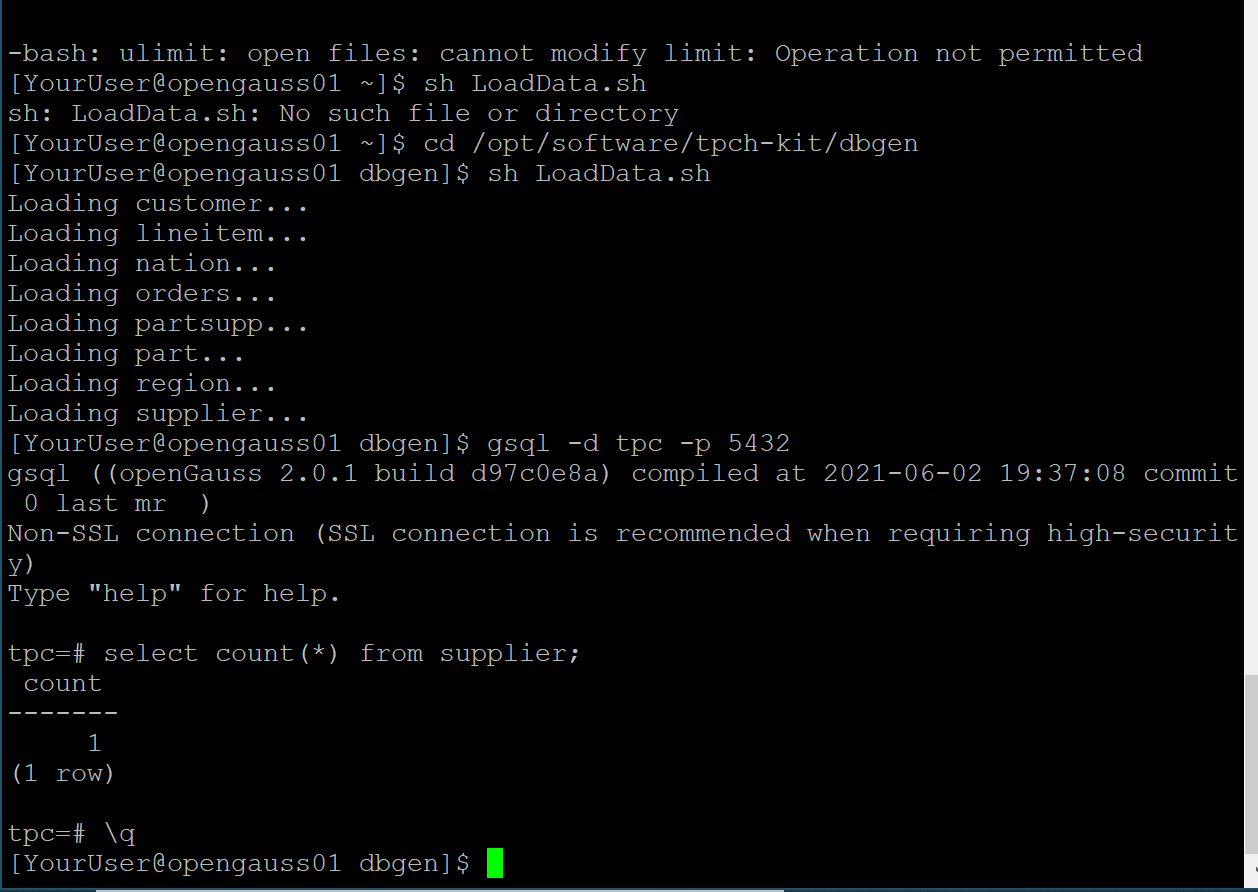 -bash: ulimit: open files: cannot modify limit: Operation not permitted
[YourUser@opengauss01 ~]$ sh LoadData.sh
sh: LoadData.sh: No such file or directory
[YourUser@opengauss01 ~]$ cd /opt/software/tpch-kit/dbgen
[YourUser@opengauss01 dbgen]$ sh LoadData.sh
Loading customer...
Loading lineitem...
Loading nation...
Loading orders...
Loading partsupp...
Loading part...
Loading region...
Loading supplier...
[YourUser@opengauss01 dbgen]$ gsql -d tpc -p 5432
gsql ((openGauss 2.0.1 build d97c0e8a) compiled at 2021-06-02 19:37:08 commit
 0 last mr  )
Non-SSL connection (SSL connection is recommended when requiring high-securit
y)
Type "help" for help.

tpc=# select count(*) from supplier;
 count
-------
     1
(1 row)

tpc=# \q
[YourUser@opengauss01 dbgen]$